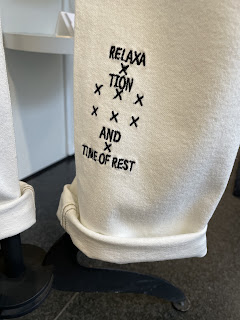 RELAXA
x
TION
x x x
x x x
AND
x
TIME OF REST